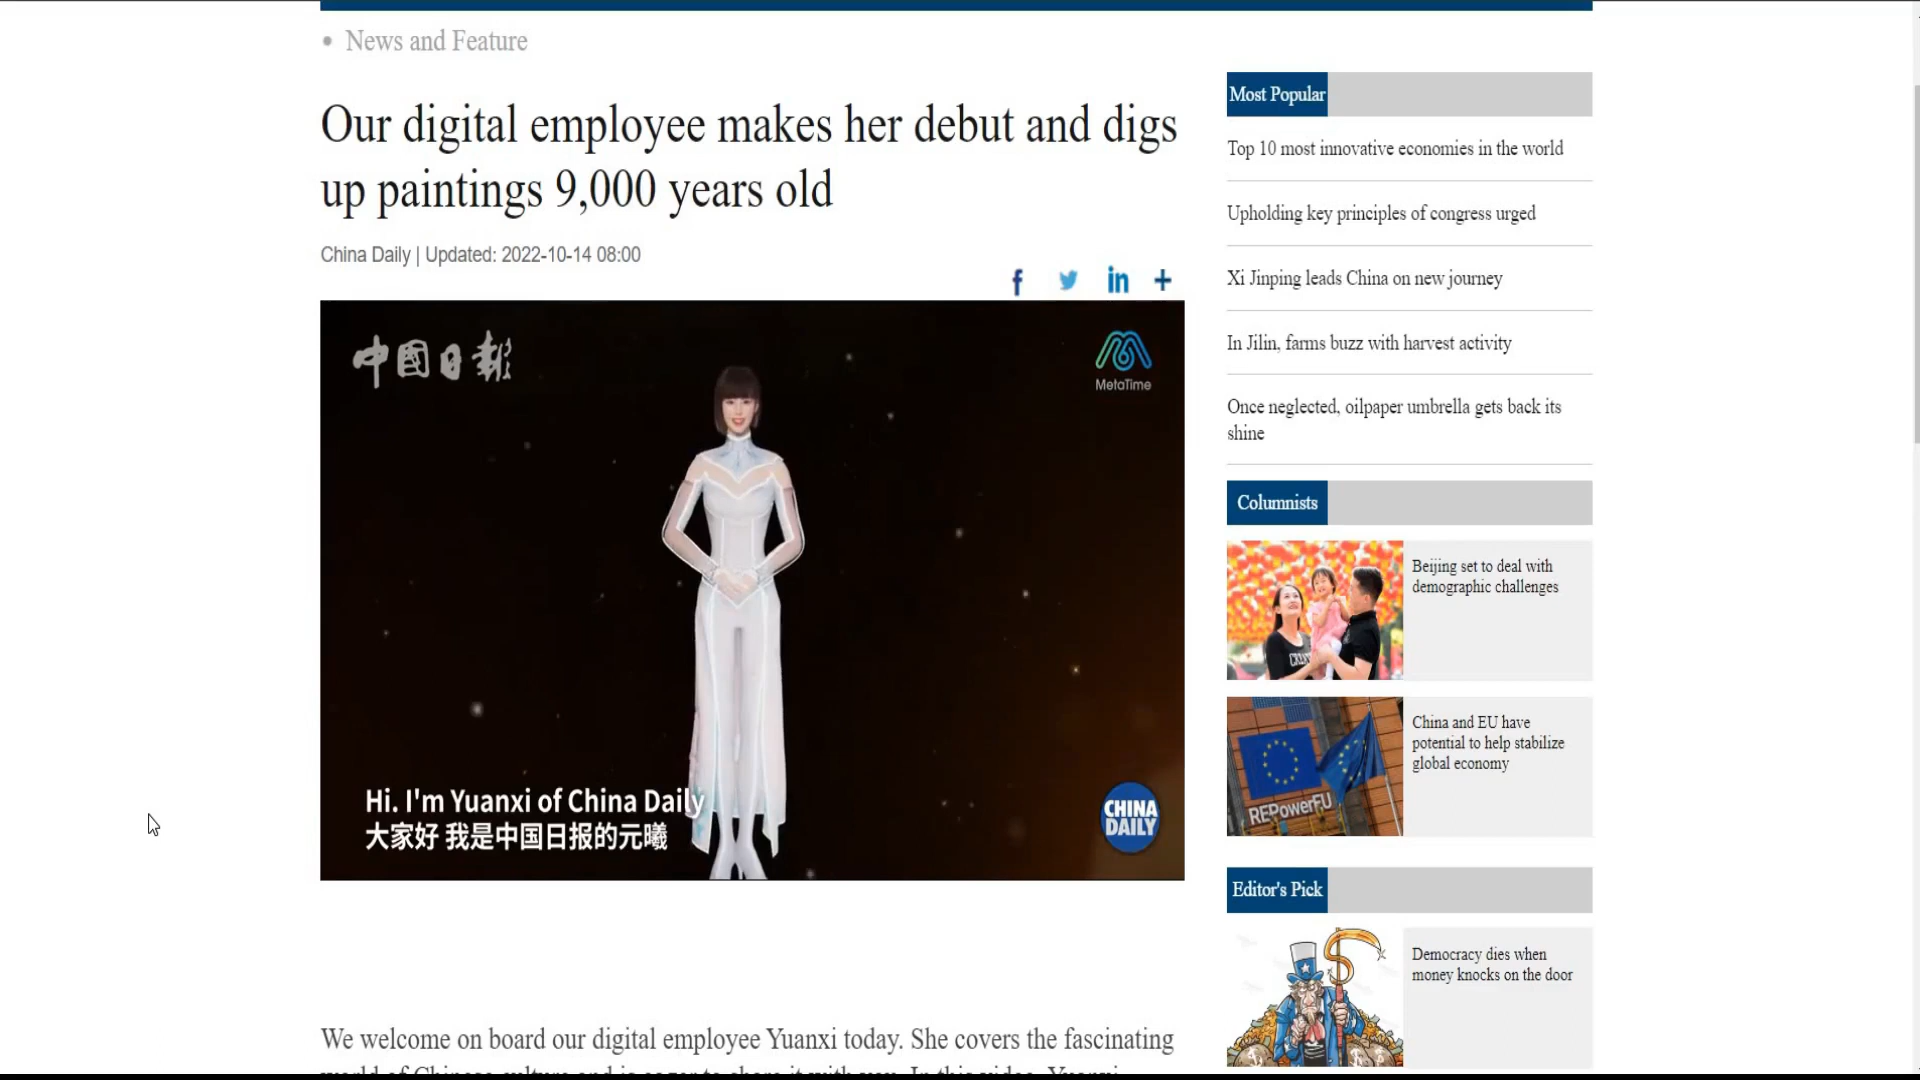 News and Feature
Our digital employee makes her debut and digs
up paintings 9,000 years old
China Daily | Updated: 2022-10-14 08:00
中國日報
MetaTime
Hi. I'm Yuanxi of China Daily
大家好 我是中国日报的元曦
CHINA
DAILY
We welcome on board our digital employee Yuanxi today. She covers the fascinating
Most Popular
Top 10 most innovative economies in the world
Upholding key principles of congress urged
Xi Jinping leads China on new journey
In Jilin, farms buzz with harvest activity
Once neglected, oilpaper umbrella gets back its
shine
Columnists
Beijing set to deal with
demographic challenges
REPowerEU
China and EU have
potential to help stabilize
global economy
Editor's Pick
Democracy dies when
money knocks on the door